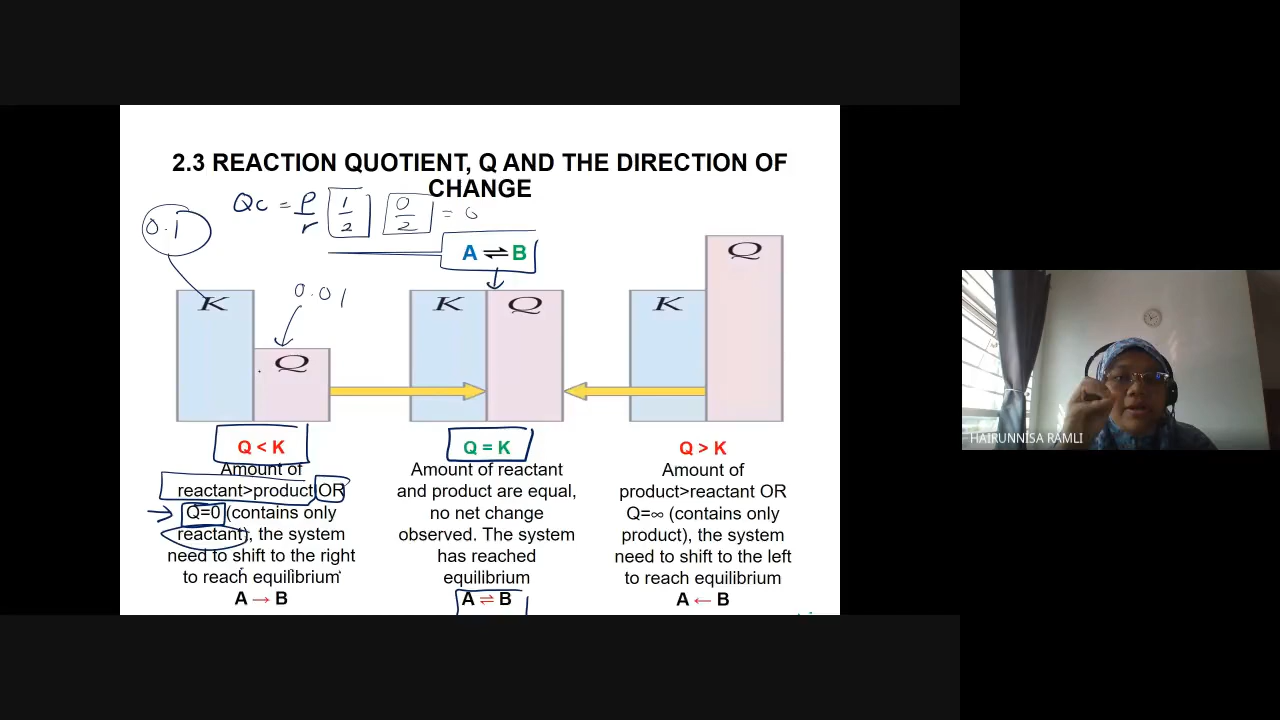 2.3 REACTION QUOTIENT, Q AND THE DIRECTION OF
CHANGE
Qc = P/r 1/2 0/2 = 0
0.1
A ⇌ B
0.01
K
Q
K
Q
K
Q
Q < K
Amount of
reactant>product OR
Q=0 (contains only
reactant), the system
need to shift to the right
to reach equilibrium
A → B
Q = K
Amount of reactant
and product are equal,
no net change
observed. The system
has reached
equilibrium
A ⇌ B
Q > K
Amount of
product>reactant OR
Q=∞ (contains only
product), the system
need to shift to the left
to reach equilibrium
A ← B
HAIRUNNISA RAMLI